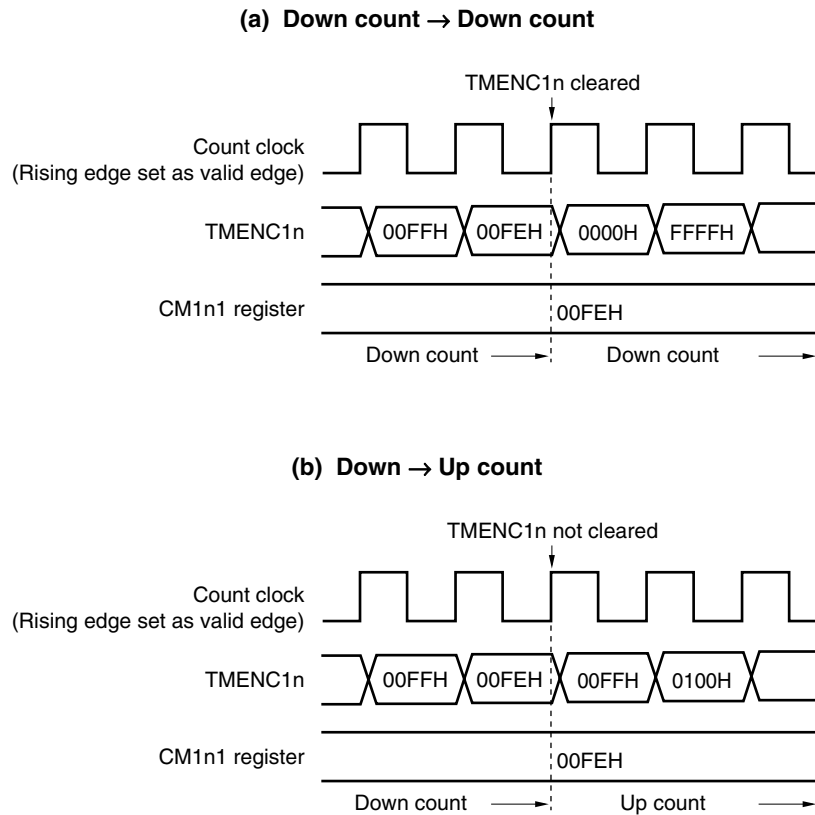 (a) Down count → Down count
TMENC1n cleared
Count clock
(Rising edge set as valid edge)
TMENC1n
00FFH 00FEH 0000H FFFFH
CM1n1 register
00FEH
Down count Down count
(b) Down → Up count
TMENC1n not cleared
Count clock
(Rising edge set as valid edge)
TMENC1n
00FFH 00FEH 00FFH 0100H
CM1n1 register
00FEH
Down count Up count